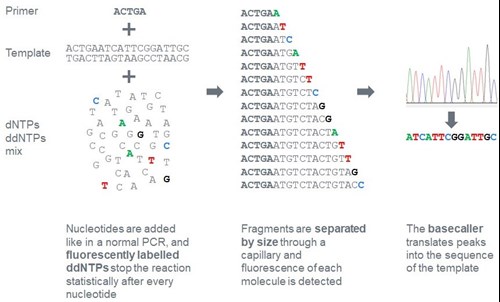 Primer
ACTGA
+
Template
ACTGAATCATTCGGATTGC
TGACTTAGTAAGCCTAACG
+
dNTPs
ddNTPs
mix
Nucleotides are added
like in a normal PCR, and
fluorescently labelled
ddNTPs stop the reaction
statistically after every
nucleotide
ACTGAA
ACTGAAT
ACTGAATC
ACTGAATGA
ACTGAATGTT
ACTGAATGTCT
ACTGAATGTCTC
ACTGAATGTCTAG
ACTGAATGTCTACG
ACTGAATGTCTACTA
ACTGAATGTCTACTGT
ACTGAATGTCTACTGTT
ACTGAATGTCTACTGTAG
ACTGAATGTCTACTGTACC
Fragments are separated
by size through a
capillary and
fluorescence of each
molecule is detected
ATCATTCGGATTGC
The basecaller
translates peaks
into the sequence of
the template